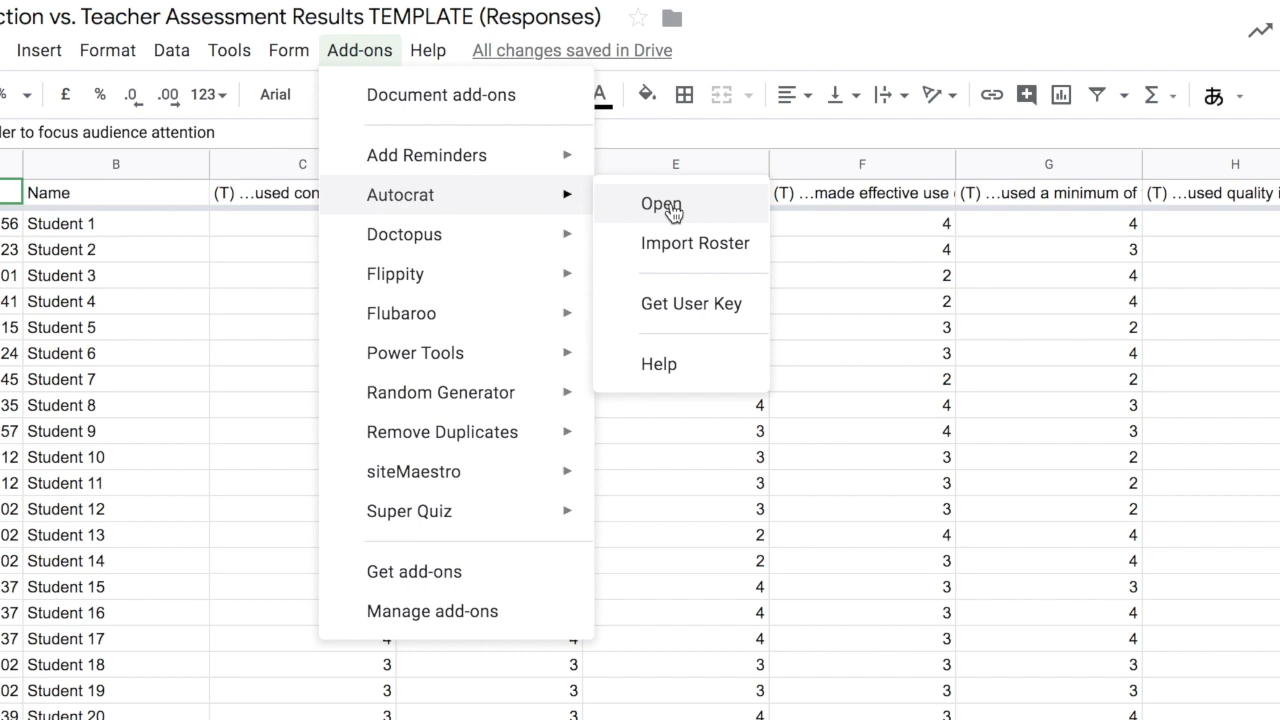 ction vs. Teacher Assessment Results TEMPLATE (Responses)
Insert Format Data Tools Form Add-ons Help All changes saved in Drive
% £ % .0 .00 123 Arial A あ
der to focus audience attention
B C E F G H
Name (T) ...used con (T) ...made effective use (T) ...used a minimum of (T) ...used quality i
Document add-ons
Add Reminders
Autocrat
Doctopus
Flippity
Flubaroo
Power Tools
Random Generator
Remove Duplicates
siteMaestro
Super Quiz
Get add-ons
Manage add-ons
Open
Import Roster
Get User Key
Help
56 Student 1 4 4
23 Student 2 4 3
01 Student 3 2 4
41 Student 4 2 4
15 Student 5 3 2
24 Student 6 3 4
45 Student 7 2 2
35 Student 8 4 4 3
57 Student 9 3 4 3
12 Student 10 3 3 2
12 Student 11 3 3 2
02 Student 12 3 3 2
02 Student 13 2 4 4
02 Student 14 2 3 4
37 Student 15 4 3 3
37 Student 16 4 3 4
37 Student 17 4 4 4 3 4
02 Student 18 3 3 3 3 3
02 Student 19 3 3 3 3 3
39 Student 20 3 3 4 3 4